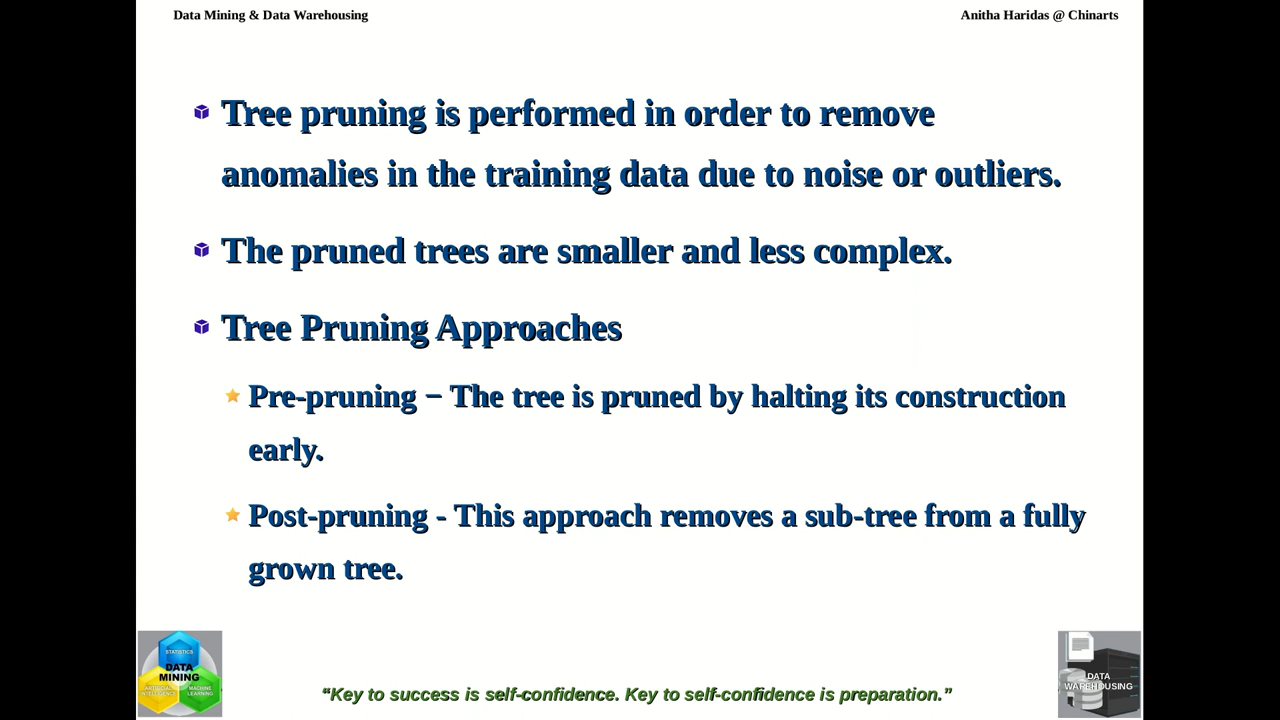 Data Mining & Data Warehousing
Anitha Haridas @ Chinarts
Tree pruning is performed in order to remove
anomalies in the training data due to noise or outliers.
The pruned trees are smaller and less complex.
Tree Pruning Approaches
Pre-pruning − The tree is pruned by halting its construction
early.
Post-pruning - This approach removes a sub-tree from a fully
grown tree.
STATISTICS
DATA
MINING
ARTIFICIAL
INTELLIGENCE
MACHINE
LEARNING
“Key to success is self-confidence. Key to self-confidence is preparation.”
DATA
WAREHOUSING